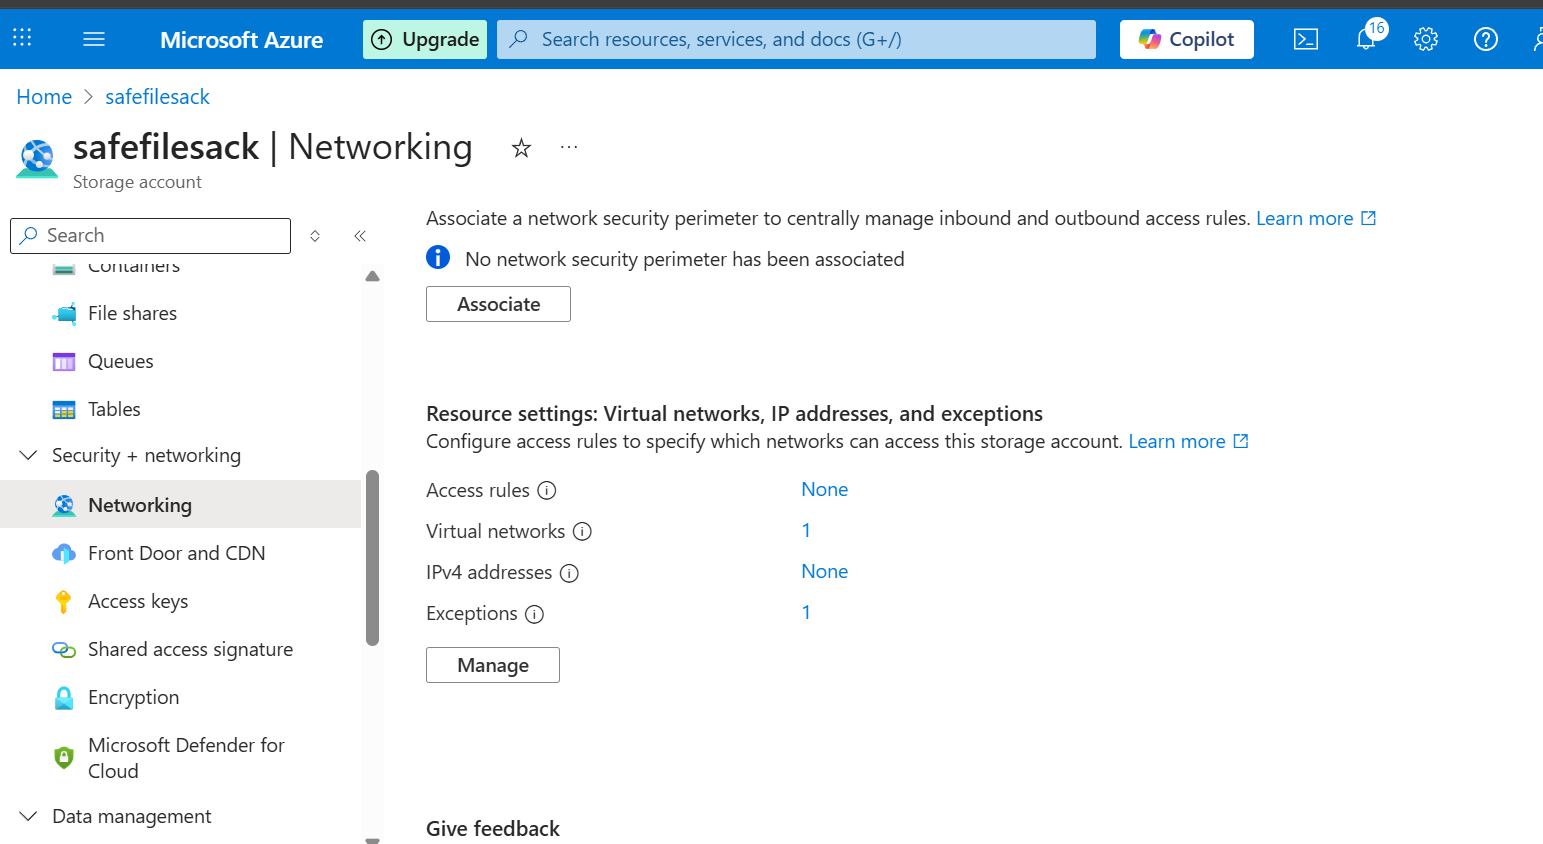 Microsoft Azure
Upgrade
Search resources, services, and docs (G+/)
Copilot
16
Home > safefilesack
safefilesack | Networking
Storage account
Search
Containers
File shares
Queues
Tables
Security + networking
Networking
Front Door and CDN
Access keys
Shared access signature
Encryption
Microsoft Defender for
Cloud
Data management
Associate a network security perimeter to centrally manage inbound and outbound access rules. Learn more
No network security perimeter has been associated
Associate
Resource settings: Virtual networks, IP addresses, and exceptions
Configure access rules to specify which networks can access this storage account. Learn more
Access rules None
Virtual networks 1
IPv4 addresses None
Exceptions 1
Manage
Give feedback